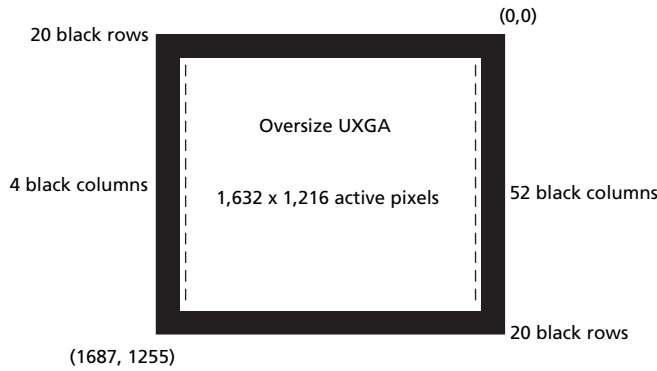 (0,0)
20 black rows
Oversize UXGA
4 black columns
1,632 x 1,216 active pixels
52 black columns
20 black rows
(1687, 1255)